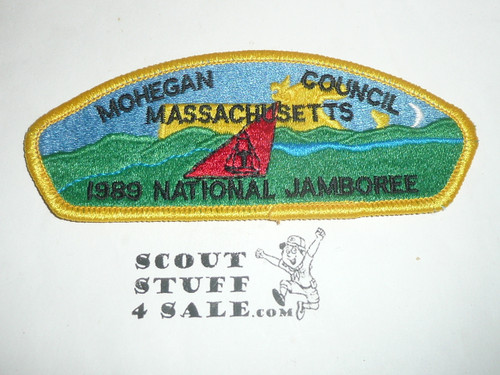 MOHEGAN COUNCIL
MASSACHUSETTS
1989 NATIONAL JAMBOREE
SCOUT
STUFF
4 SALE.COM